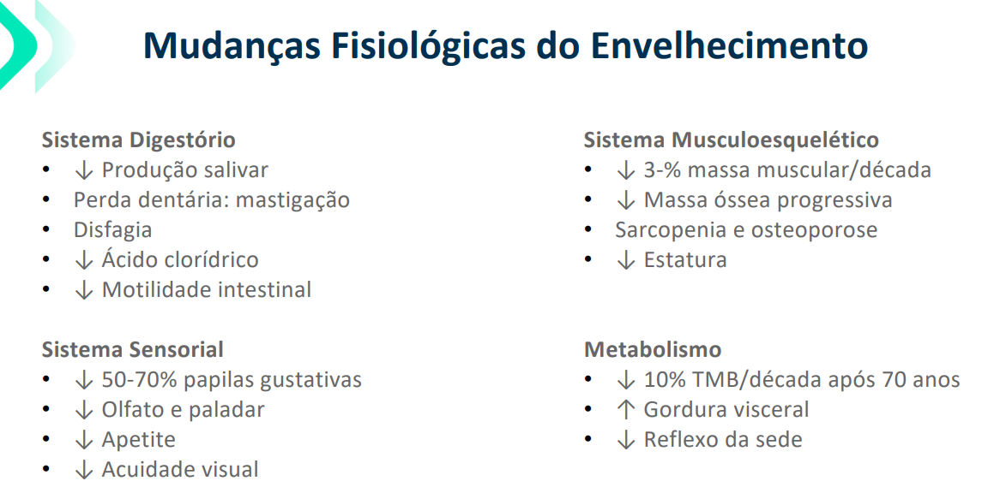 Mudanças Fisiológicas do Envelhecimento
Sistema Digestório
• ↓ Produção salivar
• Perda dentária: mastigação
• Disfagia
• ↓ Ácido clorídrico
• ↓ Motilidade intestinal
Sistema Sensorial
• ↓ 50-70% papilas gustativas
• ↓ Olfato e paladar
• ↓ Apetite
• ↓ Acuidade visual
Sistema Musculoesquelético
• ↓ 3-% massa muscular/década
• ↓ Massa óssea progressiva
• Sarcopenia e osteoporose
• ↓ Estatura
Metabolismo
• ↓ 10% TMB/década após 70 anos
• ↑ Gordura visceral
• ↓ Reflexo da sede